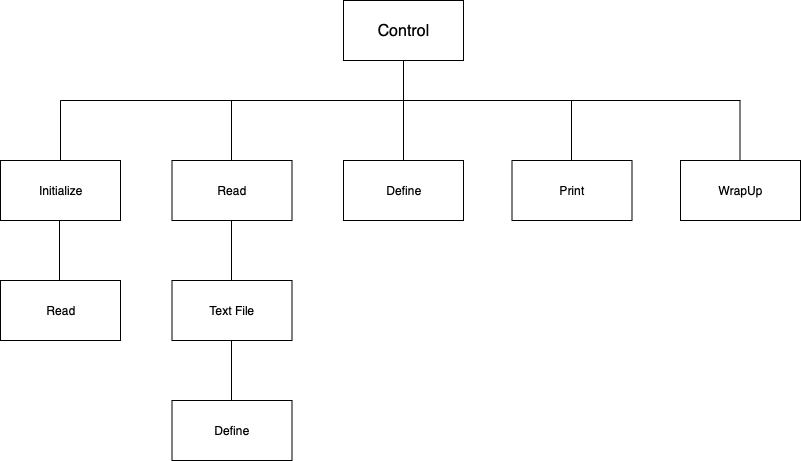 Control
Initialize
Read
Define
Print
WrapUp
Read
Text File
Define